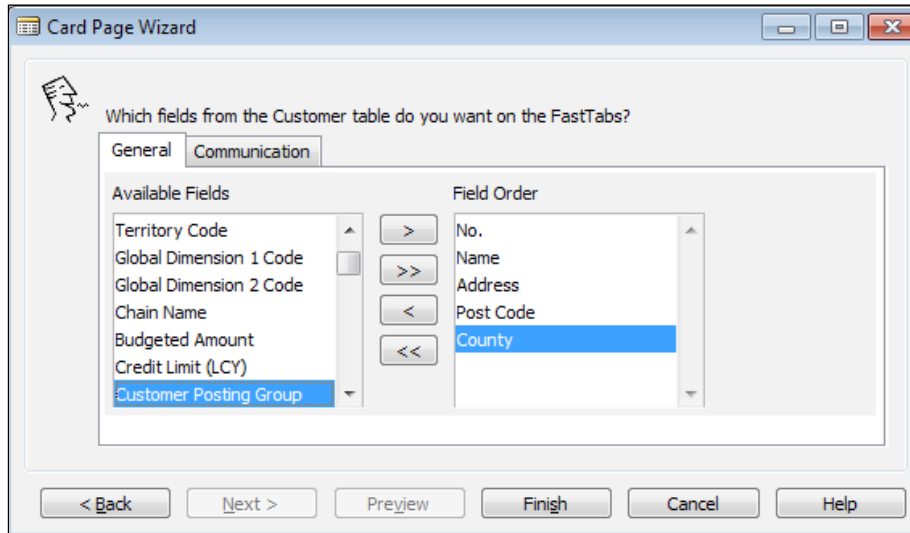 Card Page Wizard
Which fields from the Customer table do you want on the FastTabs?
General Communication
Available Fields
Territory Code
Global Dimension 1 Code
Global Dimension 2 Code
Chain Name
Budgeted Amount
Credit Limit (LCY)
Customer Posting Group
>
>>
<
<<
Field Order
No.
Name
Address
Post Code
County
< Back Next > Preview Finish Cancel Help